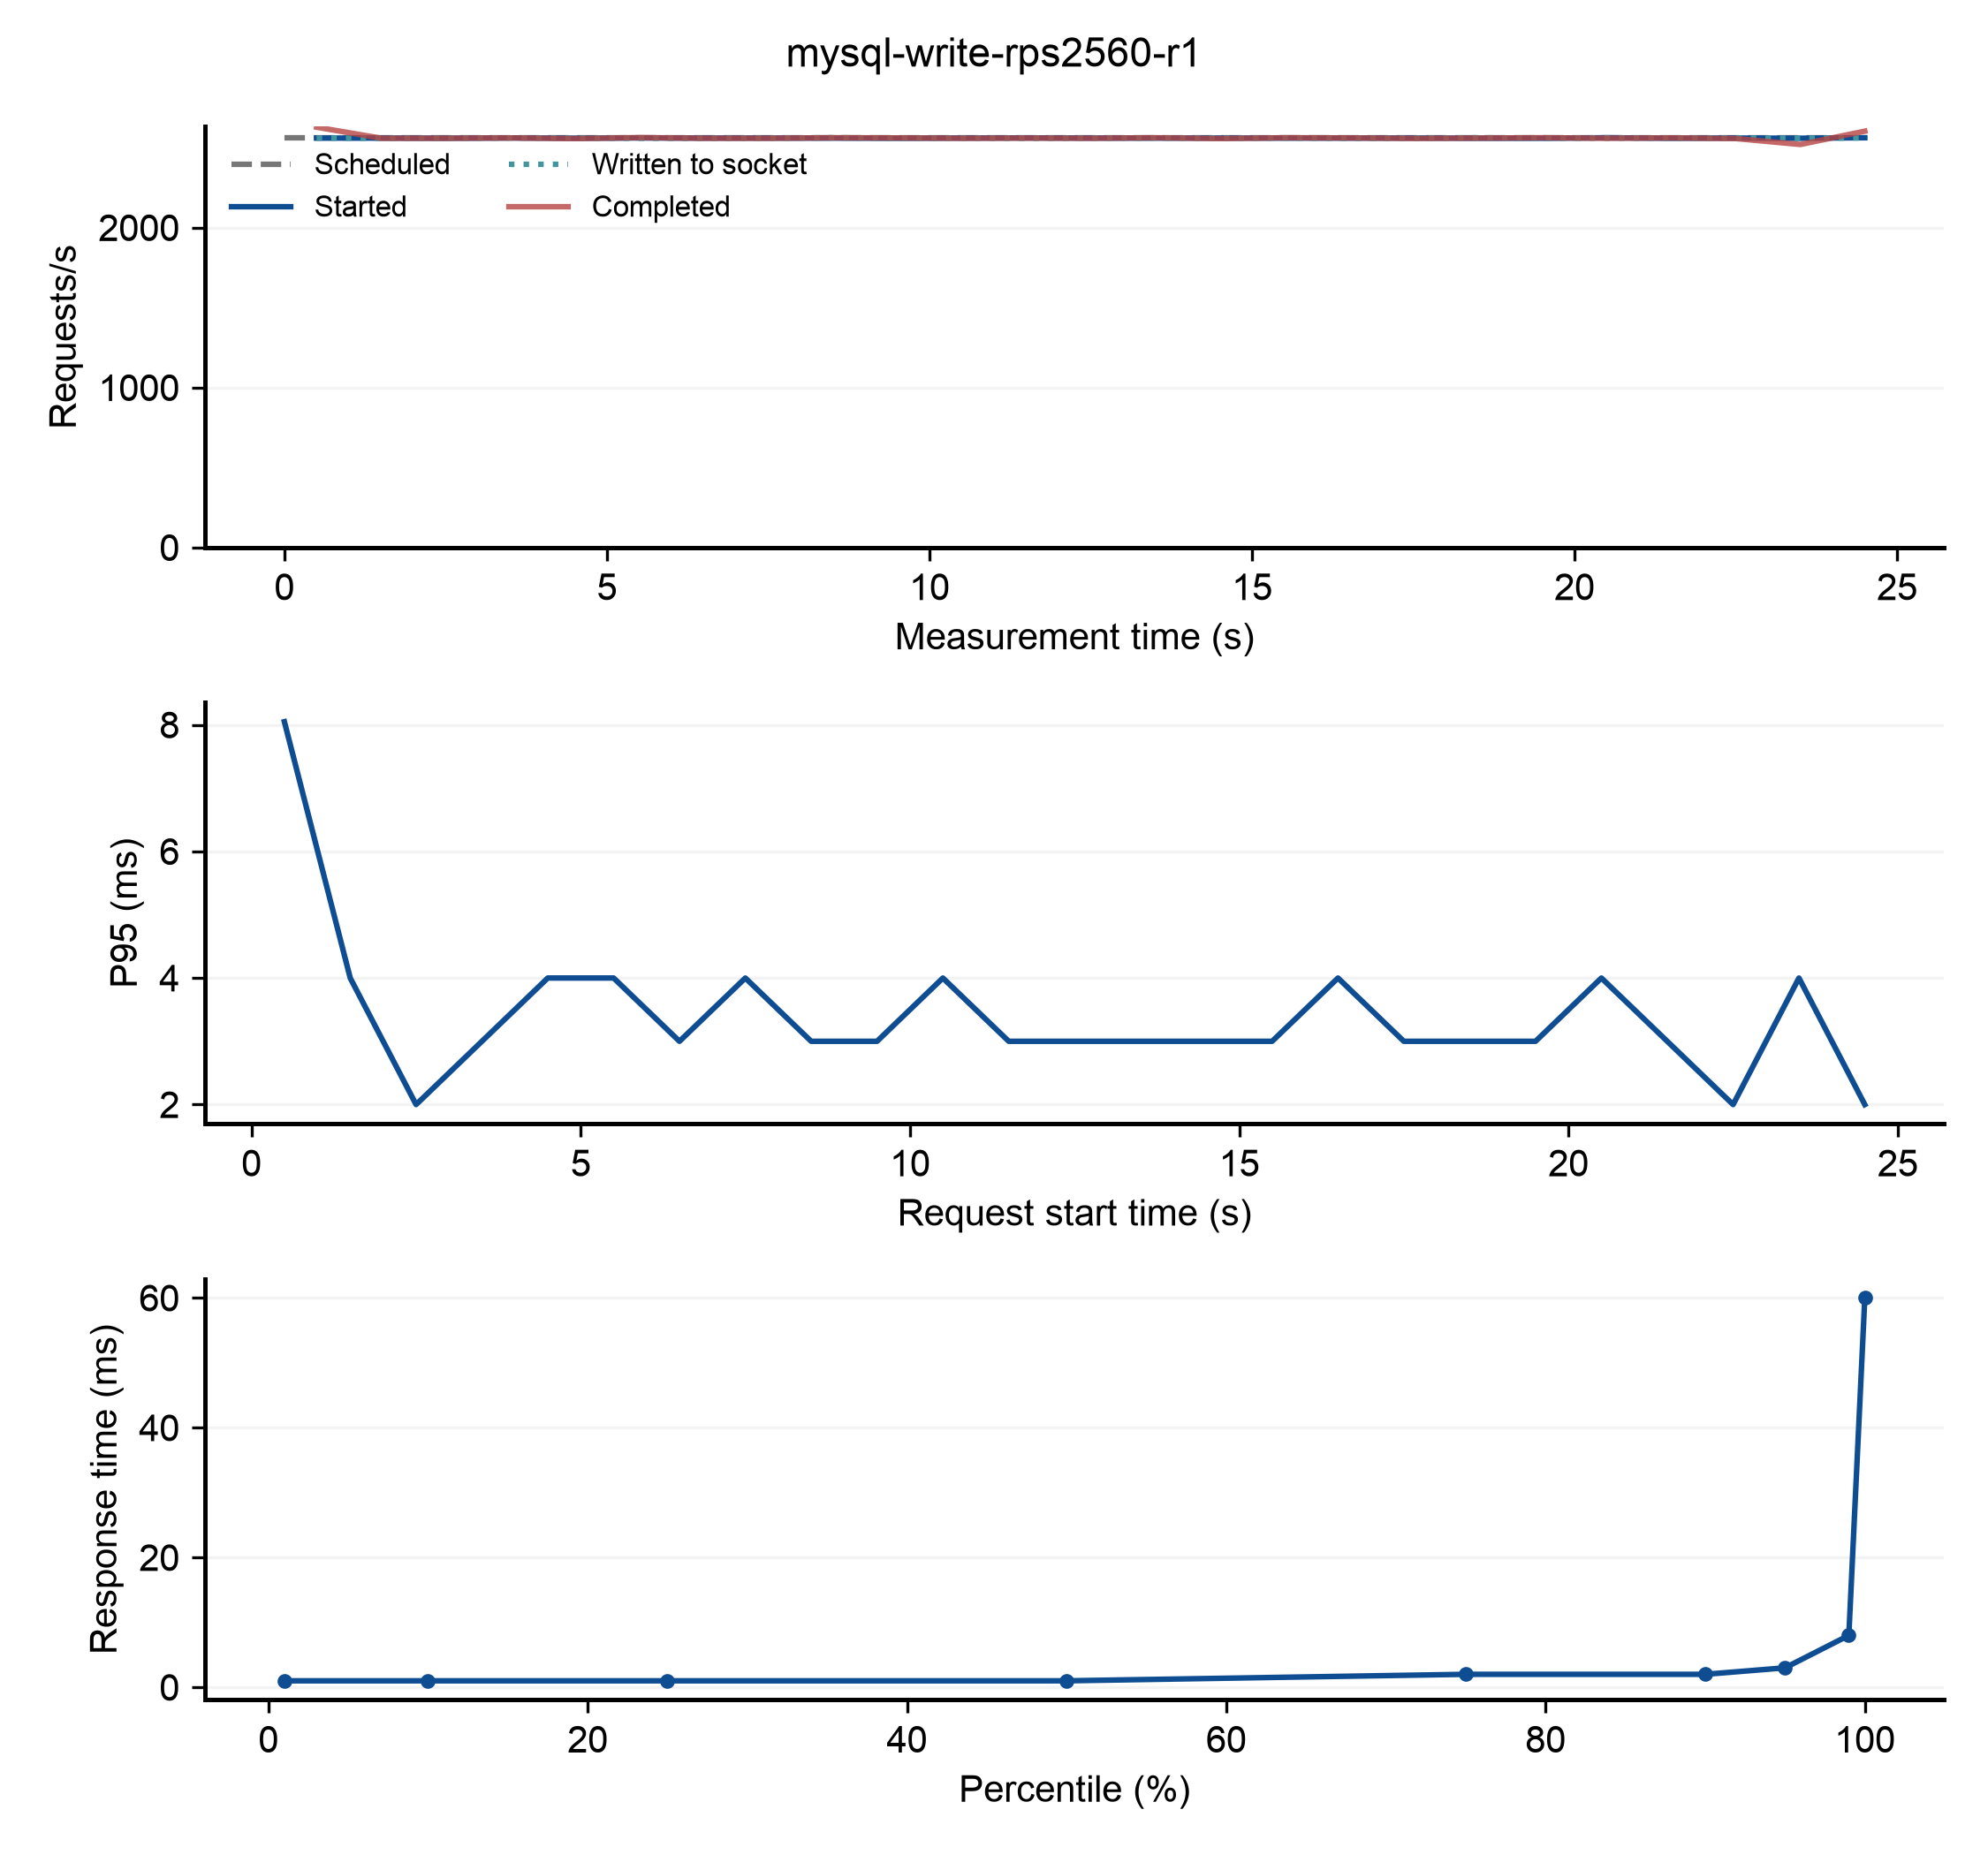 mysql-write-rps2560-r1
Scheduled
Started
Written to socket
Completed
Requests/s
2000
1000
0
0 5 10 15 20 25
Measurement time (s)
P95 (ms)
8
6
4
2
0 5 10 15 20 25
Request start time (s)
Response time (ms)
60
40
20
0
0 20 40 60 80 100
Percentile (%)